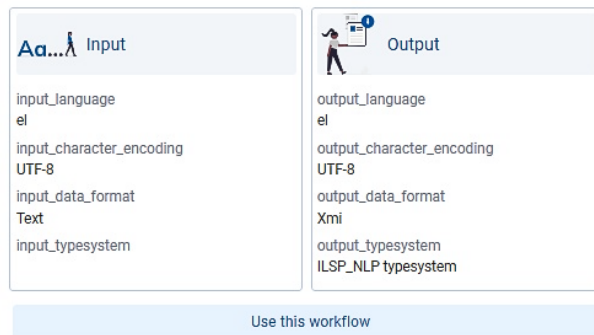 Aa... Input
input_language
el
input_character_encoding
UTF-8
input_data_format
Text
input_typesystem
Output
output_language
el
output_character_encoding
UTF-8
output_data_format
Xmi
output_typesystem
ILSP_NLP typesystem
Use this workflow